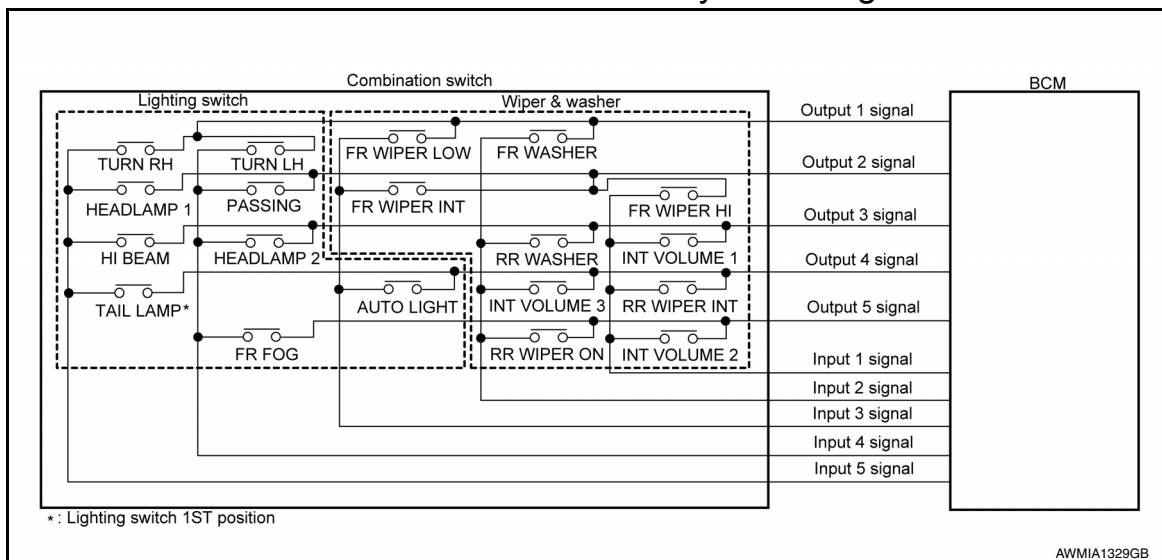 Combination switch
BCM
Lighting switch
Wiper & washer
Output 1 signal
TURN RH
TURN LH
FR WIPER LOW
FR WASHER
Output 2 signal
HEADLAMP 1
PASSING
FR WIPER INT
FR WIPER HI
Output 3 signal
HI BEAM
HEADLAMP 2
RR WASHER
INT VOLUME 1
Output 4 signal
TAIL LAMP*
AUTO LIGHT
INT VOLUME 3
RR WIPER INT
Output 5 signal
FR FOG
RR WIPER ON
INT VOLUME 2
Input 1 signal
Input 2 signal
Input 3 signal
Input 4 signal
Input 5 signal
* : Lighting switch 1ST position
AWMIA1329GB